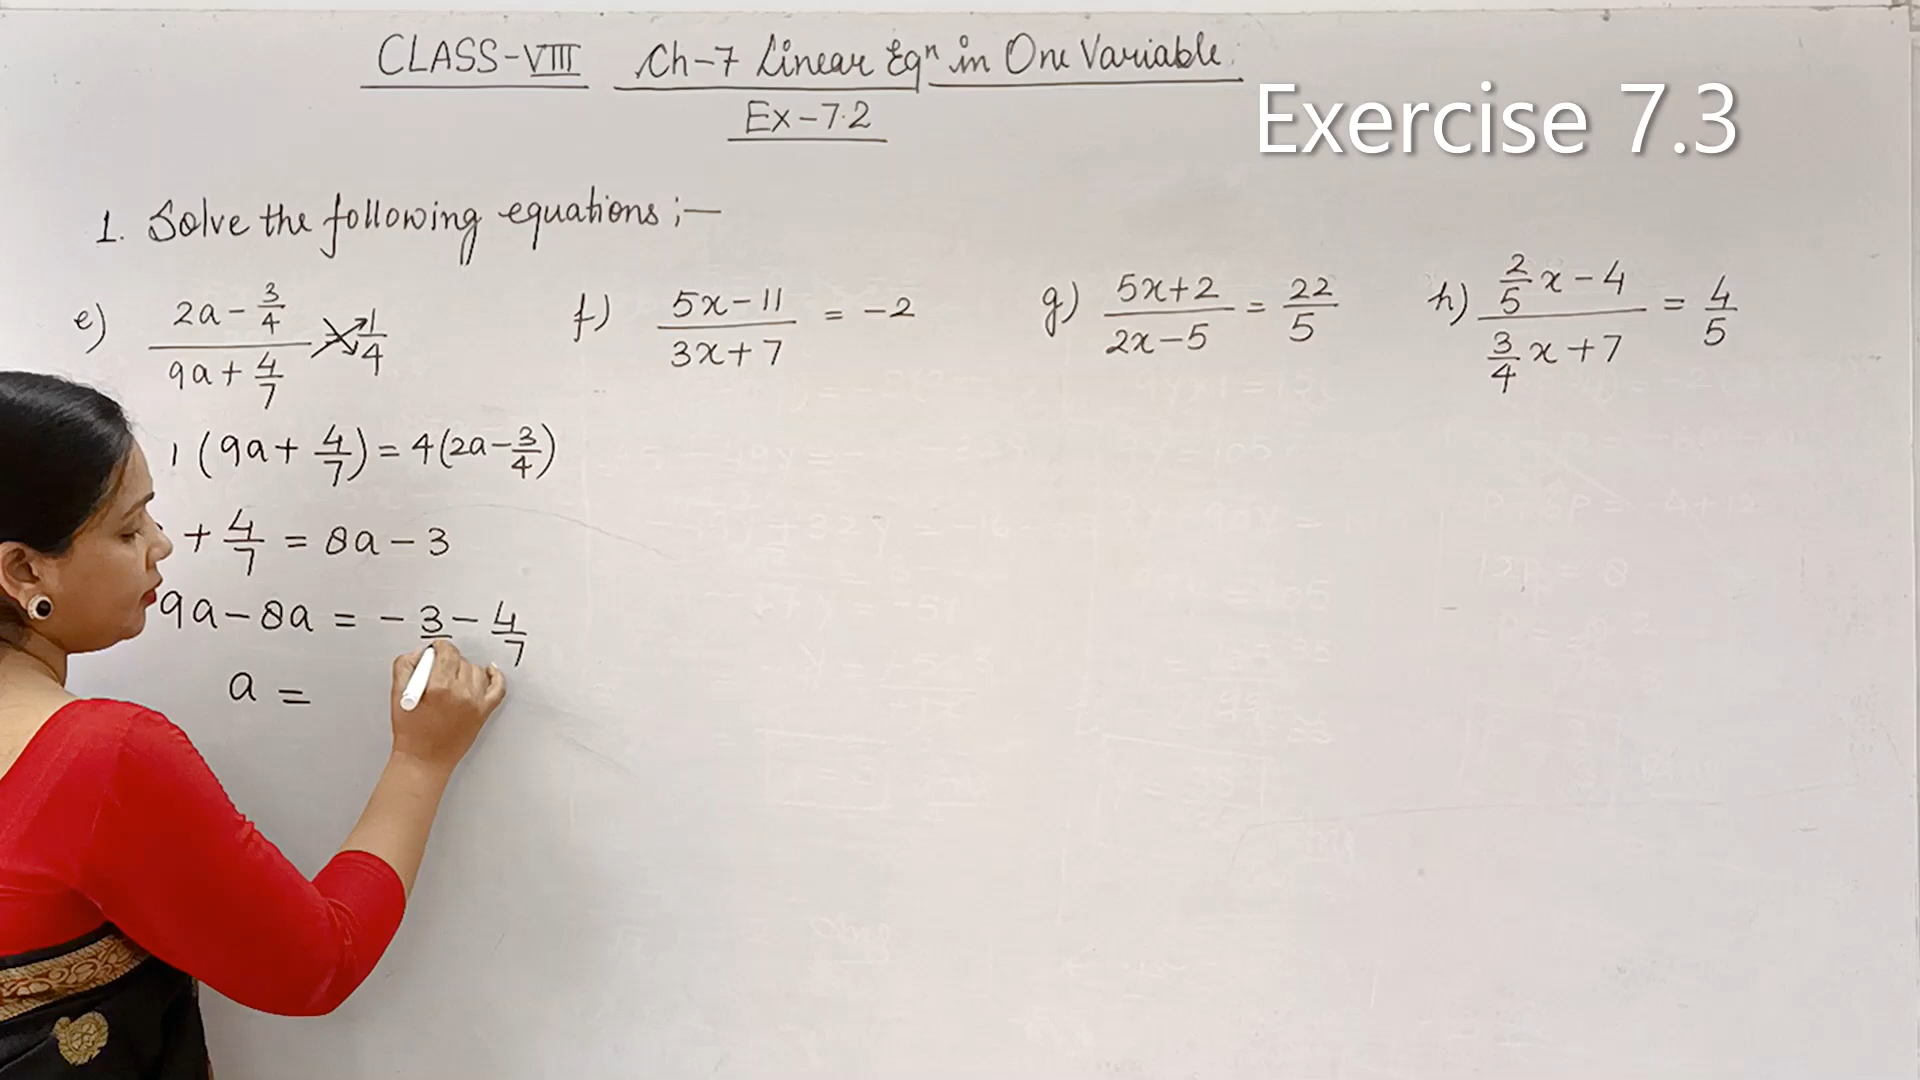 CLASS-VIII Ch-7 Linear Eqⁿ in One Variable
Ex-7.2
Exercise 7.3
1. Solve the following equations:—
e) (2a - 3/4)/(9a + 4/7) = 1/4
f) (5x-11)/(3x+7) = -2
g) (5x+2)/(2x-5) = 22/5
h) (2/5 x - 4)/(3/4 x + 7) = 4/5
1(9a + 4/7) = 4(2a - 3/4)
+ 4/7 = 8a - 3
9a - 8a = -3 - 4/7
a =